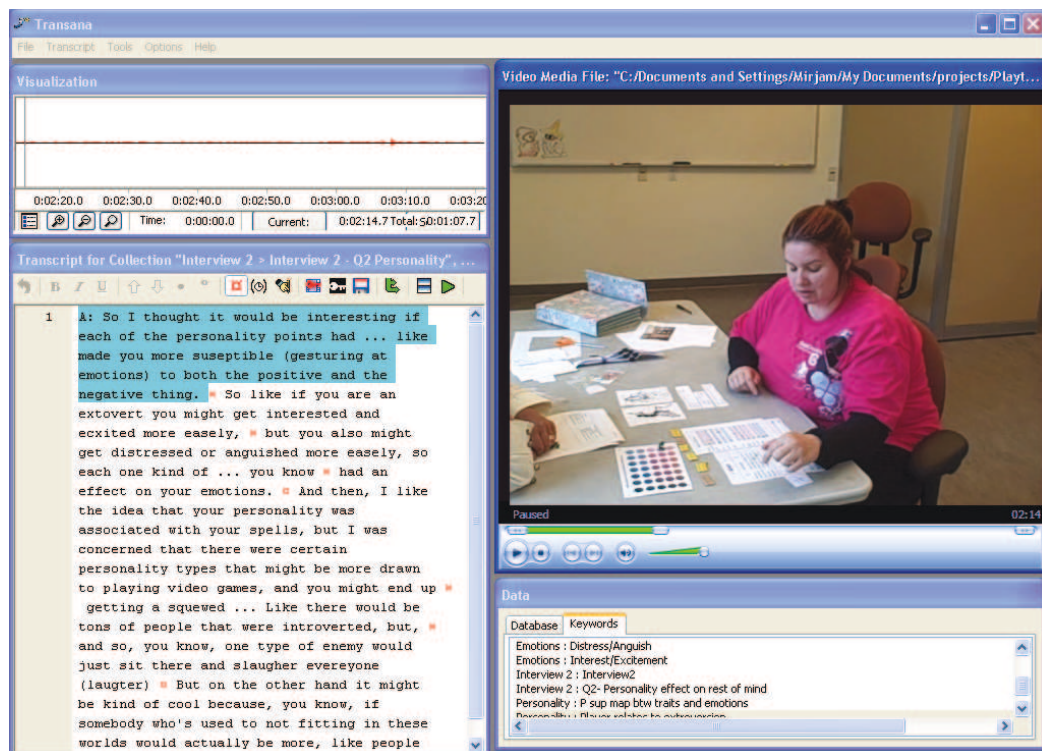 Transana
File Transcript Tools Options Help
Visualization
0:02:20.0 0:02:30.0 0:02:40.0 0:02:50.0 0:03:00.0 0:03:10.0 0:03:20
Time: 0:00:00.0 Current: 0:02:14.7 Total: 0:01:07.7
Transcript for Collection "Interview 2 > Interview 2 - Q2 Personality", ...
B I U
1 A: So I thought it would be interesting if
each of the personality points had ... like
made you more suseptible (gesturing at
emotions) to both the positive and the
negative thing. So like if you are an
extovert you might get interested and
ecxited more easely, but you also might
get distressed or anguished more easely, so
each one kind of ... you know had an
effect on your emotions. And then, I like
the idea that your personality was
associated with your spells, but I was
concerned that there were certain
personality types that might be more drawn
to playing video games, and you might end up
getting a squewed ... Like there would be
tons of people that were introverted, but,
and so, you know, one type of enemy would
just sit there and slaugher evereyone
(laugter) But on the other hand it might
be kind of cool because, you know, if
somebody who's used to not fitting in these
worlds would actually be more, like people
Video Media File: "C:/Documents and Settings/Mirjam/My Documents/projects/Playt...
Paused 02:14
Data
Database Keywords
Emotions : Distress/Anguish
Emotions : Interest/Excitement
Interview 2 : Interview2
Interview 2 : Q2- Personality effect on rest of mind
Personality : P sup map btw traits and emotions
Personality : Player relates to extroversion